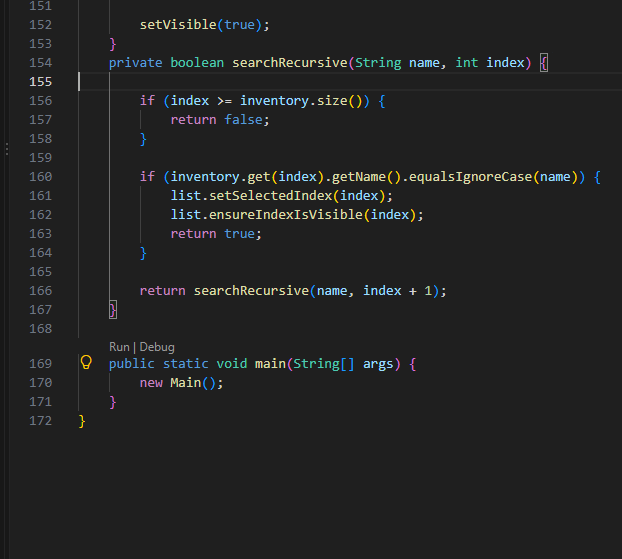 151
152 setVisible(true);
153 }
154 private boolean searchRecursive(String name, int index) {
155
156 if (index >= inventory.size()) {
157 return false;
158 }
159
160 if (inventory.get(index).getName().equalsIgnoreCase(name)) {
161 list.setSelectedIndex(index);
162 list.ensureIndexIsVisible(index);
163 return true;
164 }
165
166 return searchRecursive(name, index + 1);
167 }
168
Run | Debug
169 public static void main(String[] args) {
170 new Main();
171 }
172 }